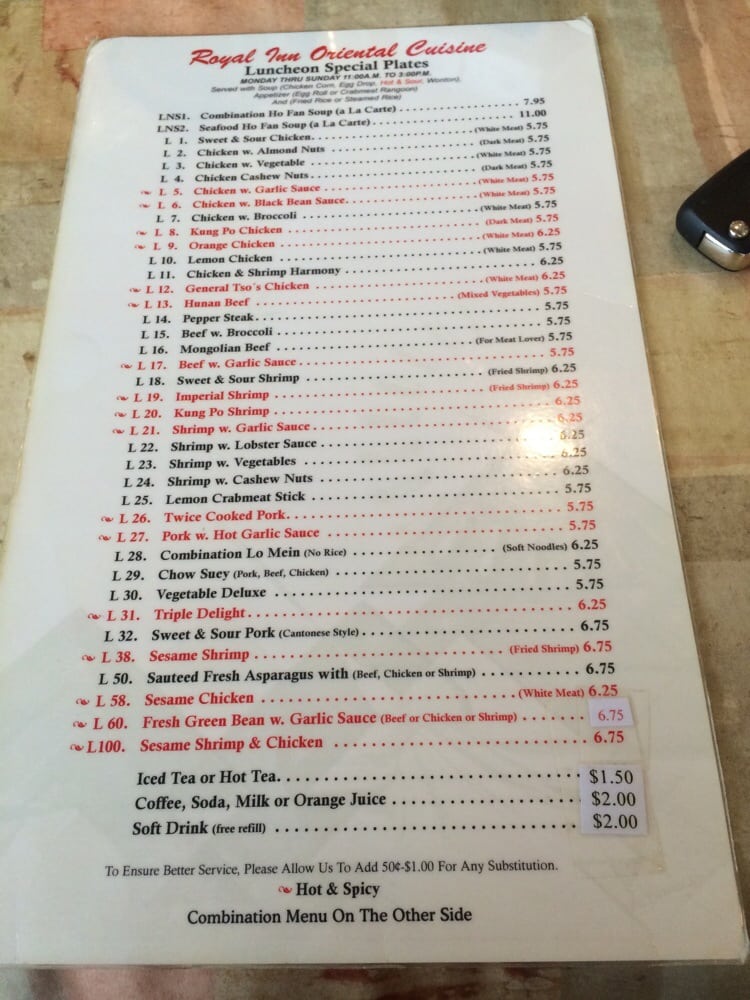 Royal Inn Oriental Cuisine
Luncheon Special Plates
MONDAY THRU SUNDAY 11:00A.M. TO 3:00P.M.
Served with Soup (Chicken Corn, Egg Drop, Hot & Sour, Wonton),
Appetizer (Egg Roll or Crabmeat Rangoon)
And (Fried Rice or Steamed Rice)
LNS1. Combination Ho Fan Soup (a La Carte) 7.95
LNS2. Seafood Ho Fan Soup (a La Carte) 11.00
L 1. Sweet & Sour Chicken (White Meat) 5.75
L 2. Chicken w. Almond Nuts (Dark Meat) 5.75
L 3. Chicken w. Vegetable (White Meat) 5.75
L 4. Chicken Cashew Nuts (Dark Meat) 5.75
L 5. Chicken w. Garlic Sauce (White Meat) 5.75
L 6. Chicken w. Black Bean Sauce (White Meat) 5.75
L 7. Chicken w. Broccoli (White Meat) 5.75
L 8. Kung Po Chicken (Dark Meat) 5.75
L 9. Orange Chicken (White Meat) 6.25
L 10. Lemon Chicken (White Meat) 5.75
L 11. Chicken & Shrimp Harmony 6.25
L 12. General Tso's Chicken (White Meat) 6.25
L 13. Hunan Beef (Mixed Vegetables) 5.75
L 14. Pepper Steak 5.75
L 15. Beef w. Broccoli 5.75
L 16. Mongolian Beef (For Meat Lover) 5.75
L 17. Beef w. Garlic Sauce 5.75
L 18. Sweet & Sour Shrimp (Fried Shrimp) 6.25
L 19. Imperial Shrimp (Fried Shrimp) 6.25
L 20. Kung Po Shrimp 6.25
L 21. Shrimp w. Garlic Sauce 6.25
L 22. Shrimp w. Lobster Sauce 6.25
L 23. Shrimp w. Vegetables 6.25
L 24. Shrimp w. Cashew Nuts 6.25
L 25. Lemon Crabmeat Stick 5.75
L 26. Twice Cooked Pork 5.75
L 27. Pork w. Hot Garlic Sauce 5.75
L 28. Combination Lo Mein (No Rice) (Soft Noodles) 6.25
L 29. Chow Suey (Pork, Beef, Chicken) 5.75
L 30. Vegetable Deluxe 5.75
L 31. Triple Delight 6.25
L 32. Sweet & Sour Pork (Cantonese Style) 6.75
L 38. Sesame Shrimp (Fried Shrimp) 6.75
L 50. Sauteed Fresh Asparagus with (Beef, Chicken or Shrimp) 6.75
L 58. Sesame Chicken (White Meat) 6.25
L 60. Fresh Green Bean w. Garlic Sauce (Beef or Chicken or Shrimp) 6.75
L100. Sesame Shrimp & Chicken 6.75
Iced Tea or Hot Tea $1.50
Coffee, Soda, Milk or Orange Juice $2.00
Soft Drink (free refill) $2.00
To Ensure Better Service, Please Allow Us To Add 50¢-$1.00 For Any Substitution.
Hot & Spicy
Combination Menu On The Other Side